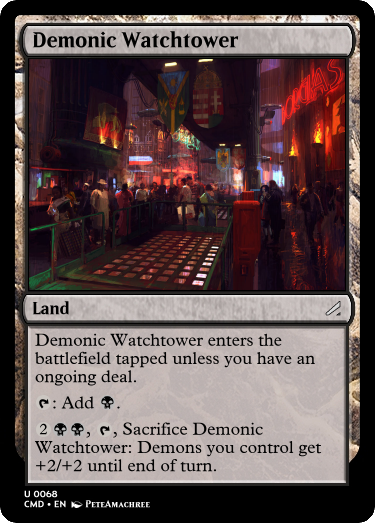 Demonic Watchtower
Land
Demonic Watchtower enters the
battlefield tapped unless you have an
ongoing deal.
: Add .
2 , , Sacrifice Demonic
Watchtower: Demons you control get
+2/+2 until end of turn.
U 0068
CMD • EN PeteAmachree